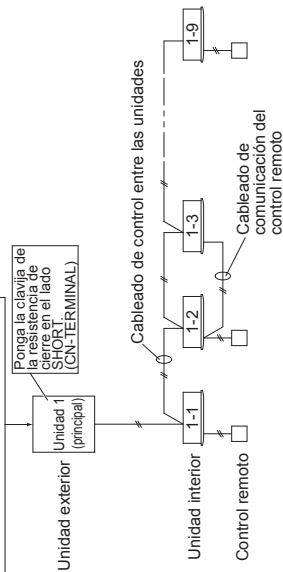 Ponga la clavija de
la resistencia de
cierre en el lado
SHORT.
(CN-TERMINAL)
Unidad exterior
Unidad 1
(principal)
Cableado de control entre las unidades
Unidad interior
1-1
1-2
1-3
1-9
Control remoto
Cableado de
comunicación del
control remoto